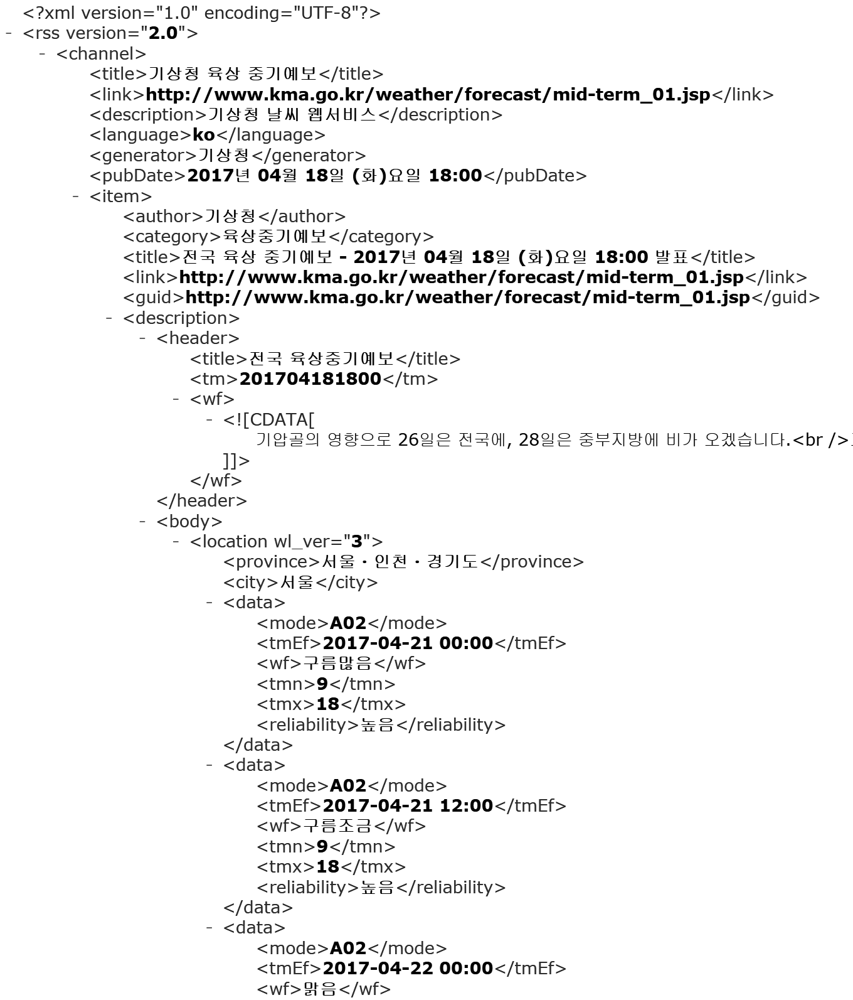 <?xml version="1.0" encoding="UTF-8"?>
- <rss version="2.0">
- <channel>
<title>기상청 육상 중기예보</title>
<link>http://www.kma.go.kr/weather/forecast/mid-term_01.jsp</link>
<description>기상청 날씨 웹서비스</description>
<language>ko</language>
<generator>기상청</generator>
<pubDate>2017년 04월 18일 (화)요일 18:00</pubDate>
- <item>
<author>기상청</author>
<category>육상중기예보</category>
<title>전국 육상 중기예보 - 2017년 04월 18일 (화)요일 18:00 발표</title>
<link>http://www.kma.go.kr/weather/forecast/mid-term_01.jsp</link>
<guid>http://www.kma.go.kr/weather/forecast/mid-term_01.jsp</guid>
- <description>
- <header>
<title>전국 육상중기예보</title>
<tm>201704181800</tm>
- <wf>
- <![CDATA[
기압골의 영향으로 26일은 전국에, 28일은 중부지방에 비가 오겠습니다.<br />
]]>
</wf>
</header>
- <body>
- <location wl_ver="3">
<province>서울·인천·경기도</province>
<city>서울</city>
- <data>
<mode>A02</mode>
<tmEf>2017-04-21 00:00</tmEf>
<wf>구름많음</wf>
<tmn>9</tmn>
<tmx>18</tmx>
<reliability>높음</reliability>
</data>
- <data>
<mode>A02</mode>
<tmEf>2017-04-21 12:00</tmEf>
<wf>구름조금</wf>
<tmn>9</tmn>
<tmx>18</tmx>
<reliability>높음</reliability>
</data>
- <data>
<mode>A02</mode>
<tmEf>2017-04-22 00:00</tmEf>
<wf>맑음</wf>